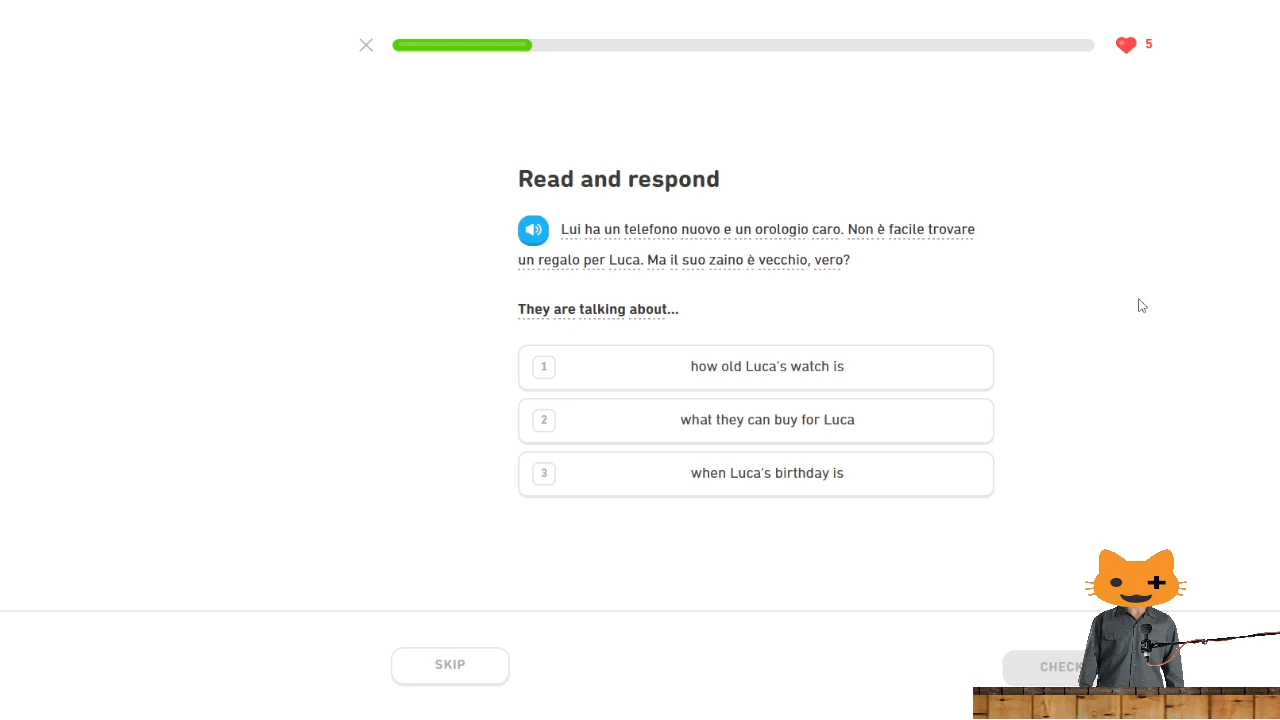 5
Read and respond
Lui ha un telefono nuovo e un orologio caro. Non è facile trovare
un regalo per Luca. Ma il suo zaino è vecchio, vero?
They are talking about...
1 how old Luca's watch is
2 what they can buy for Luca
3 when Luca's birthday is
SKIP
CHECK